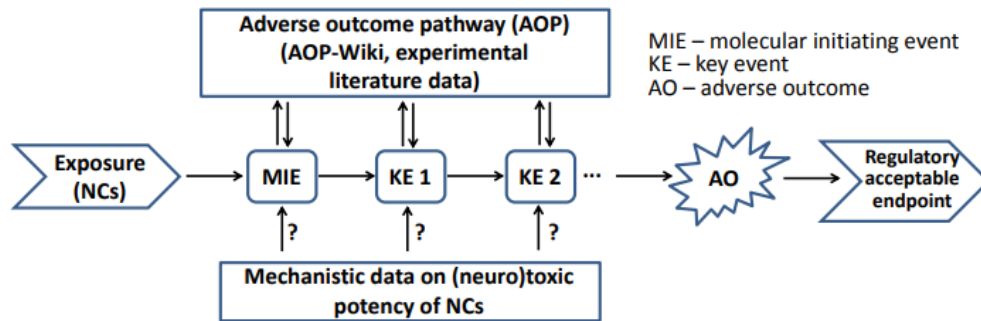 Adverse outcome pathway (AOP)
(AOP-Wiki, experimental
literature data)
MIE – molecular initiating event
KE – key event
AO – adverse outcome
Exposure
(NCs)
MIE
KE 1
KE 2
...
AO
Regulatory
acceptable
endpoint
?
?
?
Mechanistic data on (neuro)toxic
potency of NCs